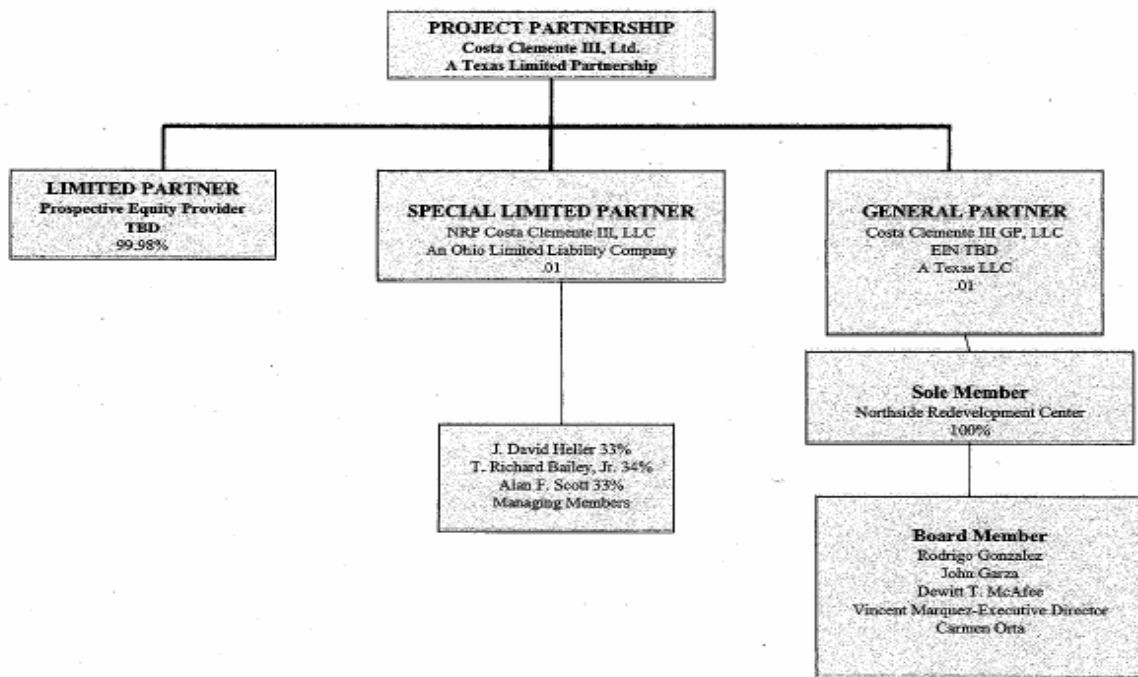 PROJECT PARTNERSHIP
Costa Clemente III, Ltd.
A Texas Limited Partnership
LIMITED PARTNER
Prospective Equity Provider
TBD
99.98%
SPECIAL LIMITED PARTNER
NRP Costa Clemente III, LLC
An Ohio Limited Liability Company
.01
GENERAL PARTNER
Costa Clemente III GP, LLC
EIN TBD
A Texas LLC
.01
Sole Member
Northside Redevelopment Center
100%
J. David Heller 33%
T. Richard Bailey, Jr. 34%
Alan F. Scott 33%
Managing Members
Board Member
Rodrigo Gonzalez
John Garza
Dewitt T. McAfee
Vincent Marquez-Executive Director
Carmen Orta